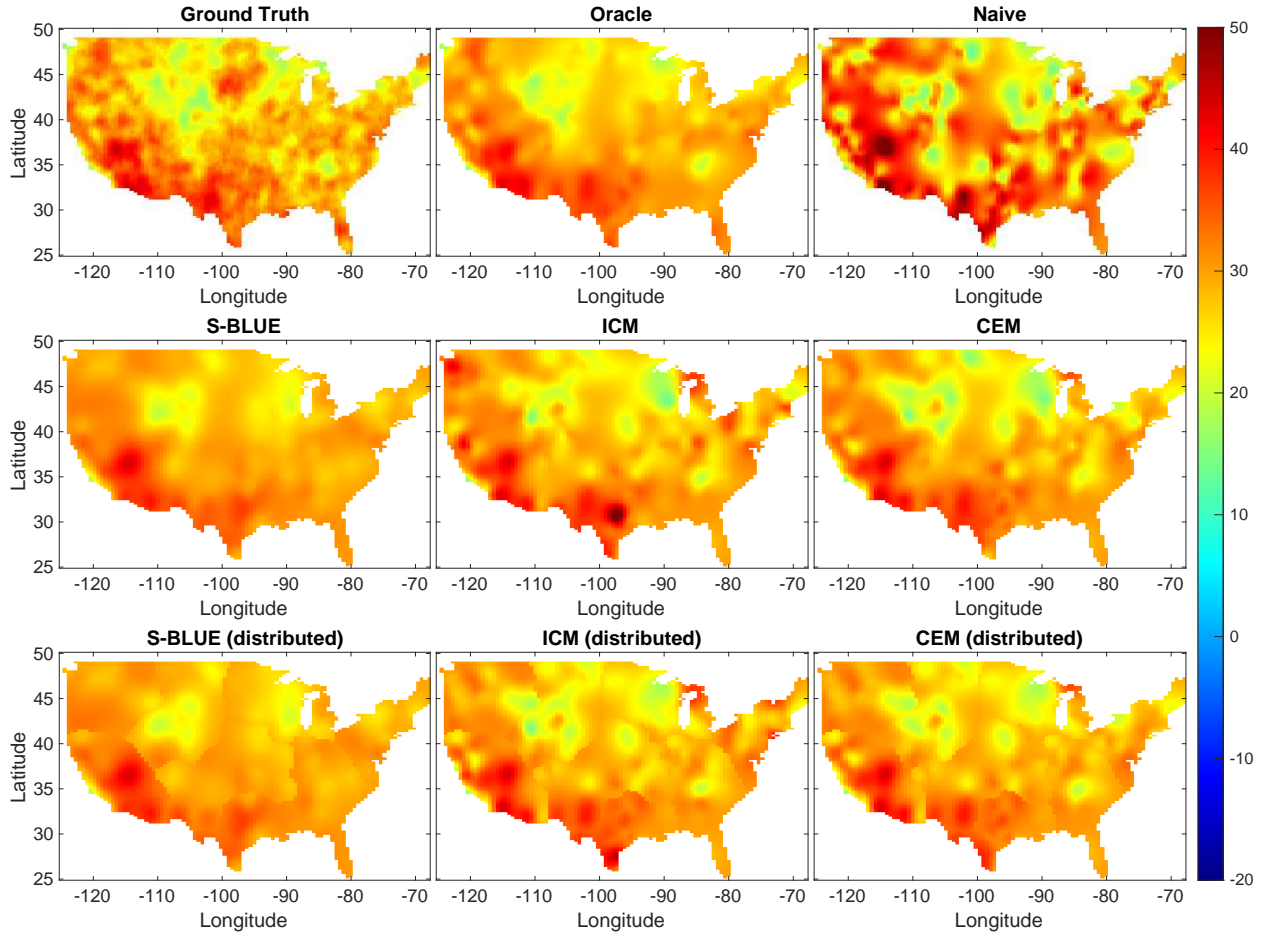 Ground Truth Oracle Naive
50 50
45 40
40
35 30
30
25 20
-120 -110 -100 -90 -80 -70 -120 -110 -100 -90 -80 -70 -120 -110 -100 -90 -80 -70
Latitude
Longitude Longitude Longitude
S-BLUE ICM CEM
50
45
40
35 10
30
25 0
-120 -110 -100 -90 -80 -70 -120 -110 -100 -90 -80 -70 -120 -110 -100 -90 -80 -70
Latitude
Longitude Longitude Longitude
S-BLUE (distributed) ICM (distributed) CEM (distributed)
50
45
40 -10
35
30
25 -20
-120 -110 -100 -90 -80 -70 -120 -110 -100 -90 -80 -70 -120 -110 -100 -90 -80 -70
Latitude
Longitude Longitude Longitude